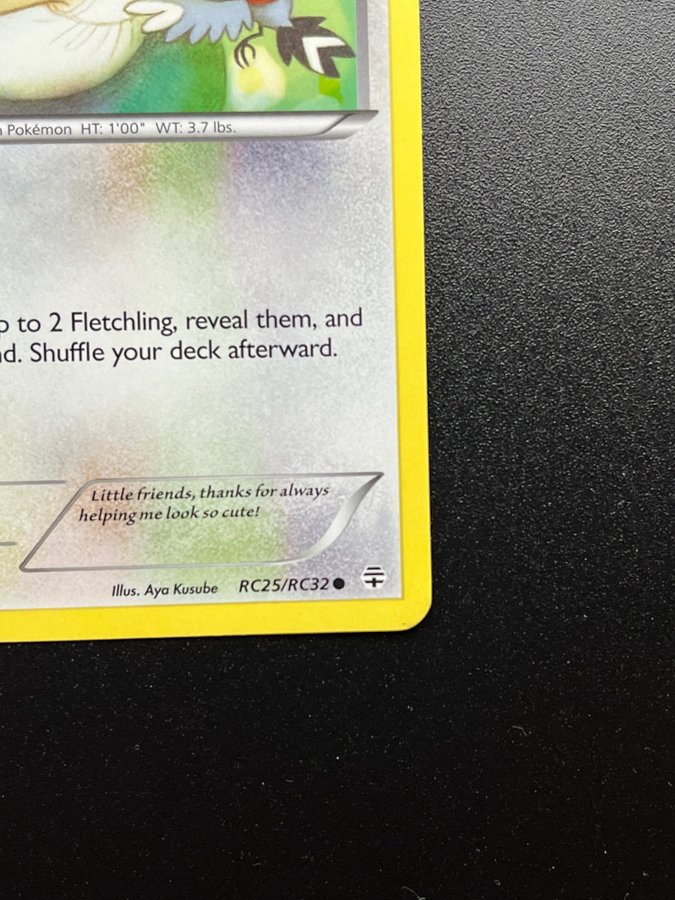 Pokémon HT: 1'00" WT: 3.7 lbs.
to 2 Fletchling, reveal them, and
Shuffle your deck afterward.
Little friends, thanks for always
helping me look so cute!
Illus. Aya Kusube RC25/RC32